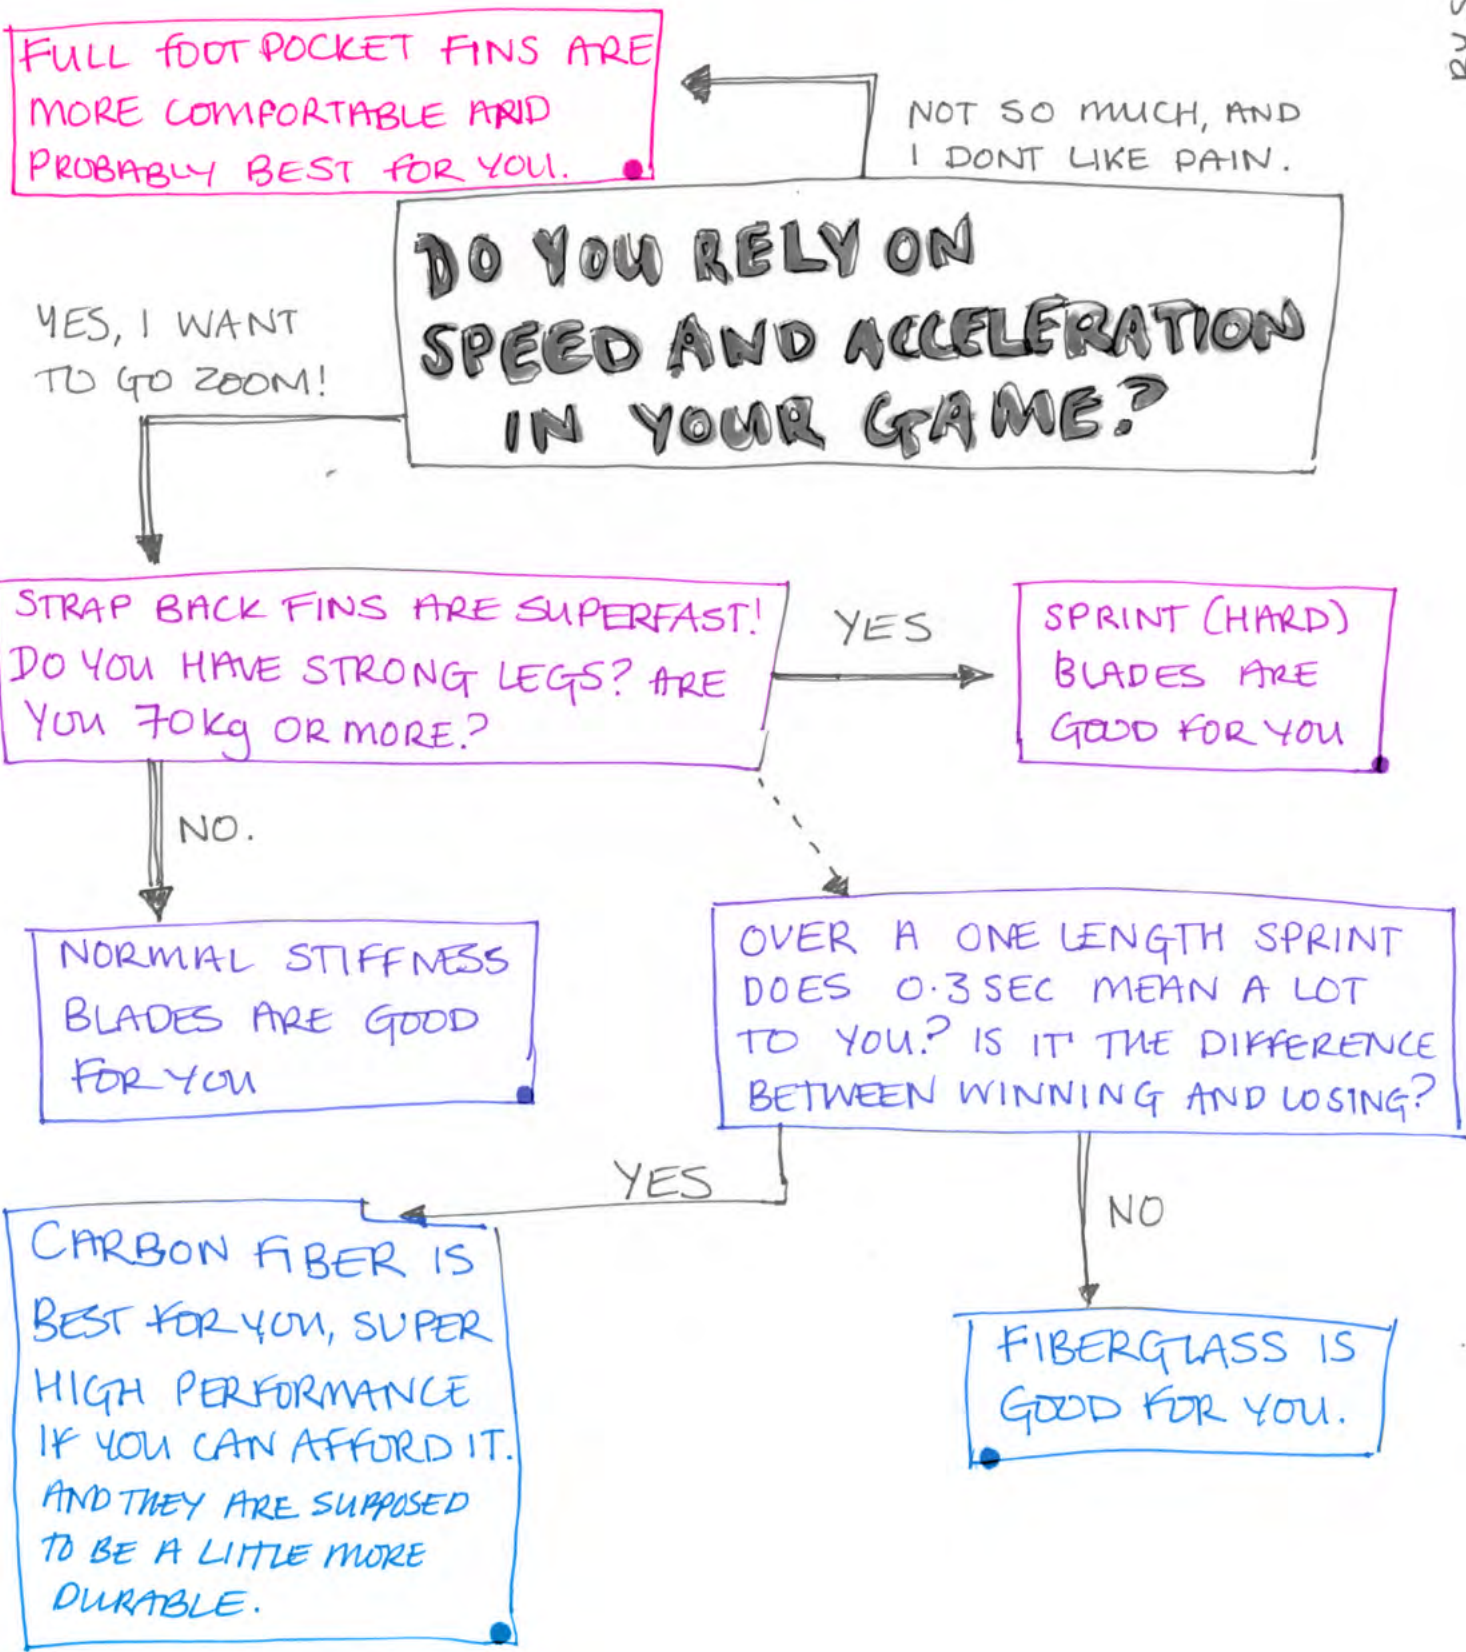 FULL FOOT POCKET FINS ARE
MORE COMFORTABLE AND
PROBABLY BEST FOR YOU.
NOT SO MUCH, AND
I DONT LIKE PAIN.
DO YOU RELY ON
SPEED AND ACCELERATION
IN YOUR GAME?
YES, I WANT
TO GO ZOOM!
STRAP BACK FINS ARE SUPERFAST!
DO YOU HAVE STRONG LEGS? ARE
YOU 70Kg OR MORE?
YES
SPRINT (HARD)
BLADES ARE
GOOD FOR YOU
NO.
NORMAL STIFFNESS
BLADES ARE GOOD
FOR YOU
OVER A ONE LENGTH SPRINT
DOES 0.3 SEC MEAN A LOT
TO YOU? IS IT THE DIFFERENCE
BETWEEN WINNING AND LOSING?
YES
NO
CARBON FIBER IS
BEST FOR YOU, SUPER
HIGH PERFORMANCE
IF YOU CAN AFFORD IT.
AND THEY ARE SUPPOSED
TO BE A LITTLE MORE
DURABLE.
FIBERGLASS IS
GOOD FOR YOU.
BY